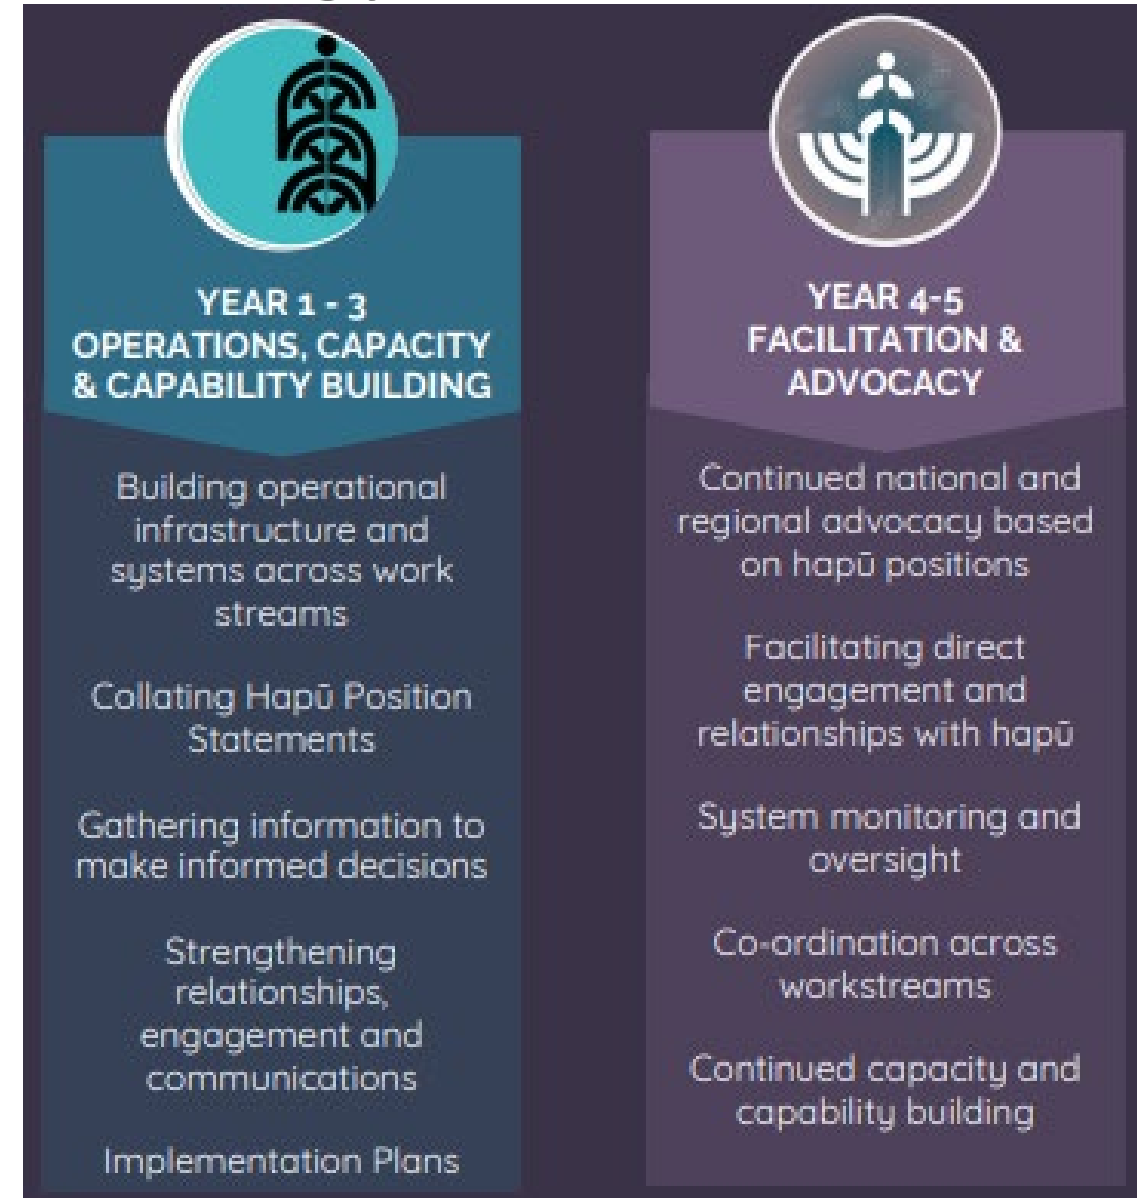 YEAR 1 - 3
OPERATIONS, CAPACITY
& CAPABILITY BUILDING
Building operational
infrastructure and
systems across work
streams
Collating Hapū Position
Statements
Gathering information to
make informed decisions
Strengthening
relationships,
engagement and
communications
Implementation Plans
YEAR 4-5
FACILITATION &
ADVOCACY
Continued national and
regional advocacy based
on hapū positions
Facilitating direct
engagement and
relationships with hapū
System monitoring and
oversight
Co-ordination across
workstreams
Continued capacity and
capability building